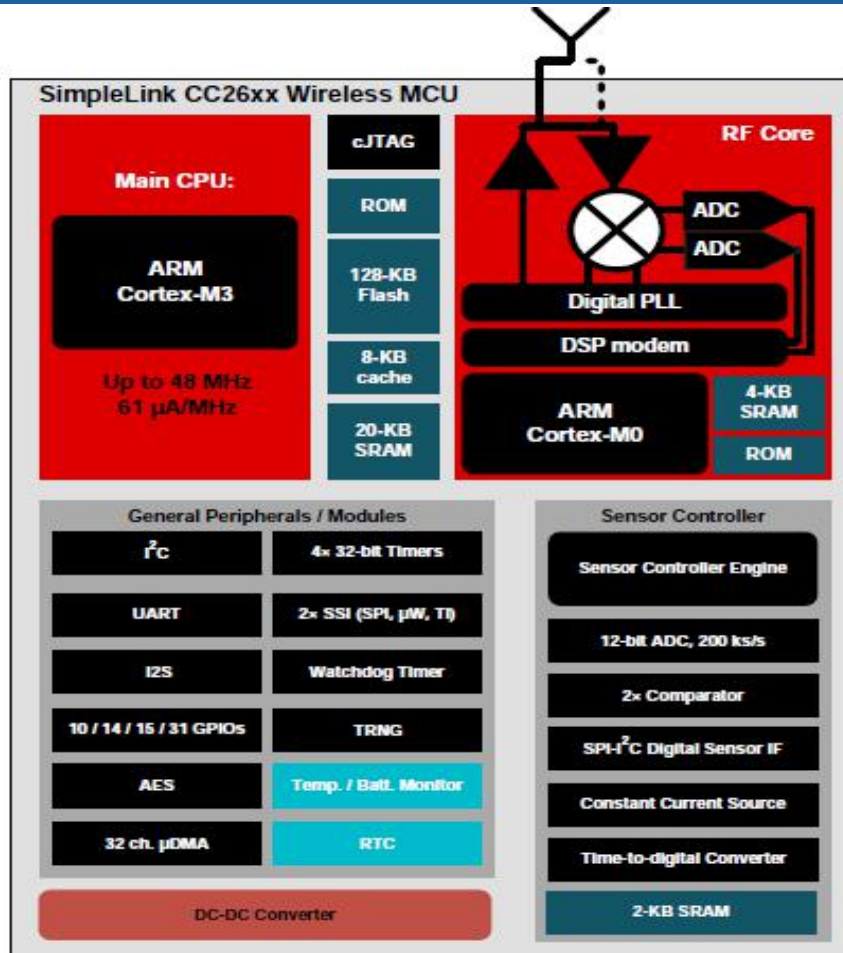 SimpleLink CC26xx Wireless MCU
Main CPU:
ARM
Cortex-M3
Up to 48 MHz
61 µA/MHz
cJTAG
ROM
128-KB
Flash
8-KB
cache
20-KB
SRAM
RF Core
ADC
ADC
Digital PLL
DSP modem
ARM
Cortex-M0
4-KB
SRAM
ROM
General Peripherals / Modules
I²C
4× 32-bit Timers
UART
2× SSI (SPI, µW, TI)
I2S
Watchdog Timer
10 / 14 / 15 / 31 GPIOs
TRNG
AES
Temp. / Batt. Monitor
32 ch. µDMA
RTC
DC-DC Converter
Sensor Controller
Sensor Controller Engine
12-bit ADC, 200 ks/s
2× Comparator
SPI-I²C Digital Sensor IF
Constant Current Source
Time-to-digital Converter
2-KB SRAM